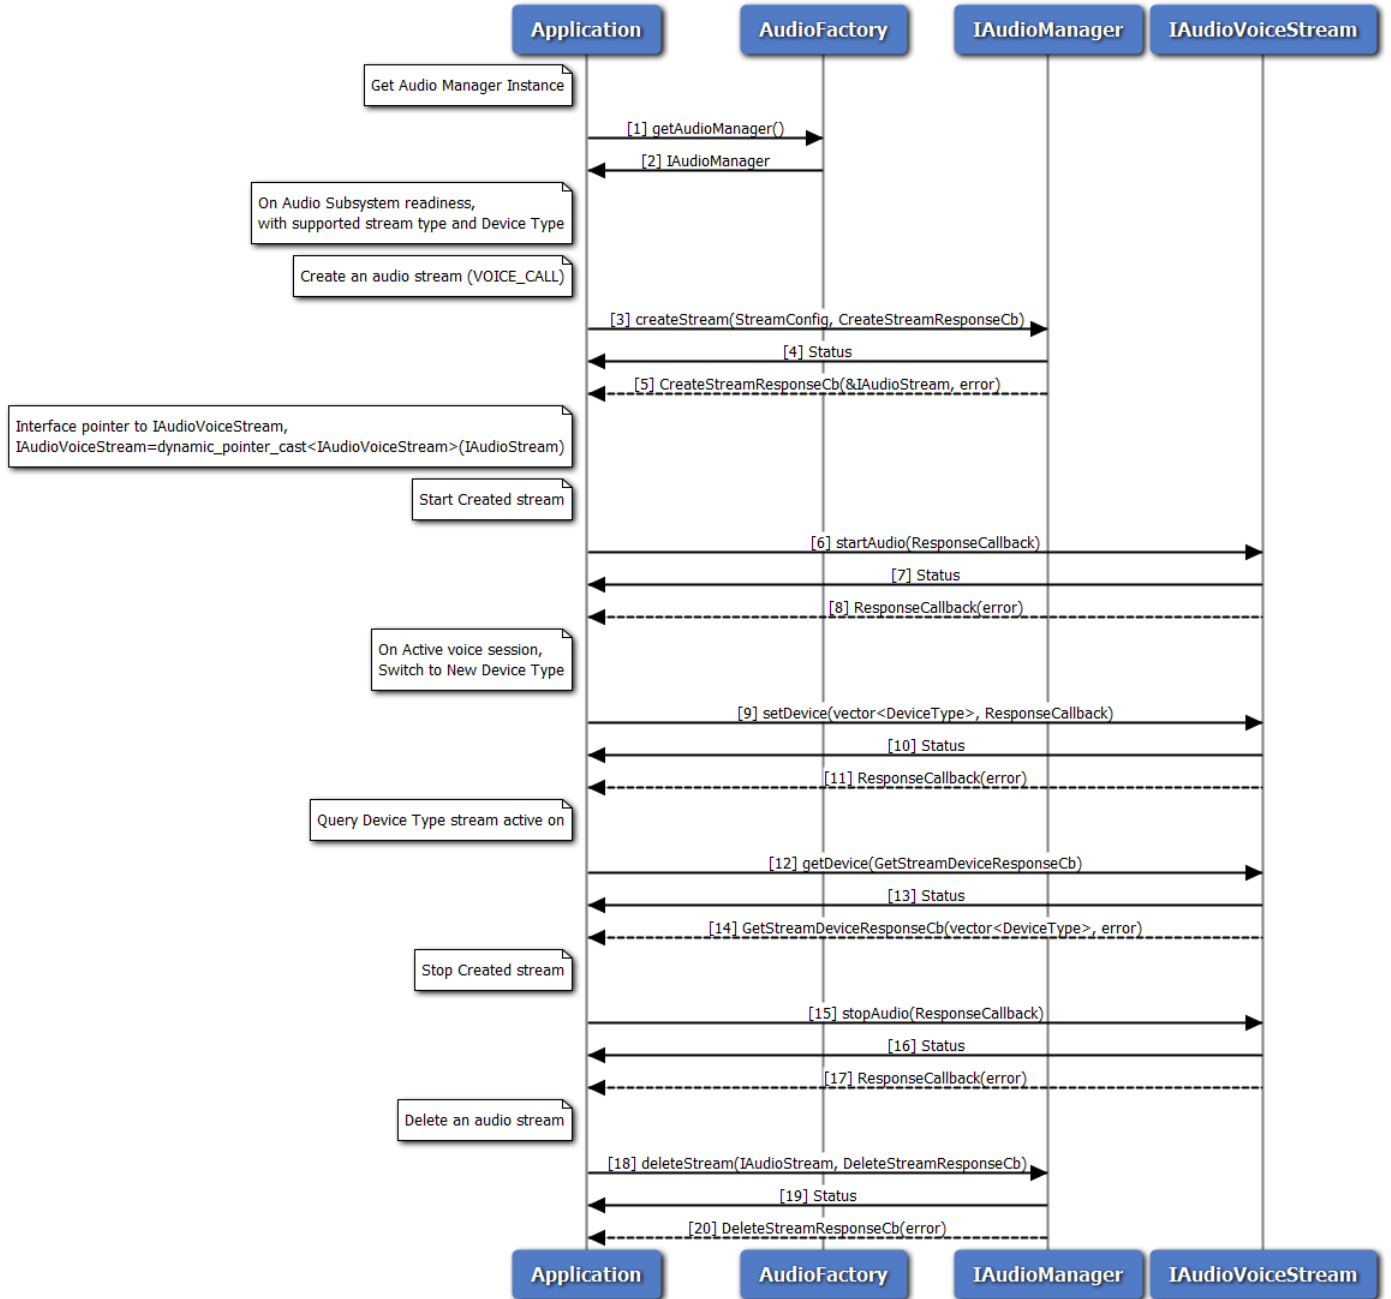 Application
AudioFactory
IAudioManager
IAudioVoiceStream
Get Audio Manager Instance
[1] getAudioManager()
[2] IAudioManager
On Audio Subsystem readiness,
with supported stream type and Device Type
Create an audio stream (VOICE_CALL)
[3] createStream(StreamConfig, CreateStreamResponseCb)
[4] Status
[5] CreateStreamResponseCb(&IAudioStream, error)
Interface pointer to IAudioVoiceStream,
IAudioVoiceStream=dynamic_pointer_cast<IAudioVoiceStream>(IAudioStream)
Start Created stream
[6] startAudio(ResponseCallback)
[7] Status
[8] ResponseCallback(error)
On Active voice session,
Switch to New Device Type
[9] setDevice(vector<DeviceType>, ResponseCallback)
[10] Status
[11] ResponseCallback(error)
Query Device Type stream active on
[12] getDevice(GetStreamDeviceResponseCb)
[13] Status
[14] GetStreamDeviceResponseCb(vector<DeviceType>, error)
Stop Created stream
[15] stopAudio(ResponseCallback)
[16] Status
[17] ResponseCallback(error)
Delete an audio stream
[18] deleteStream(IAudioStream, DeleteStreamResponseCb)
[19] Status
[20] DeleteStreamResponseCb(error)
Application
AudioFactory
IAudioManager
IAudioVoiceStream